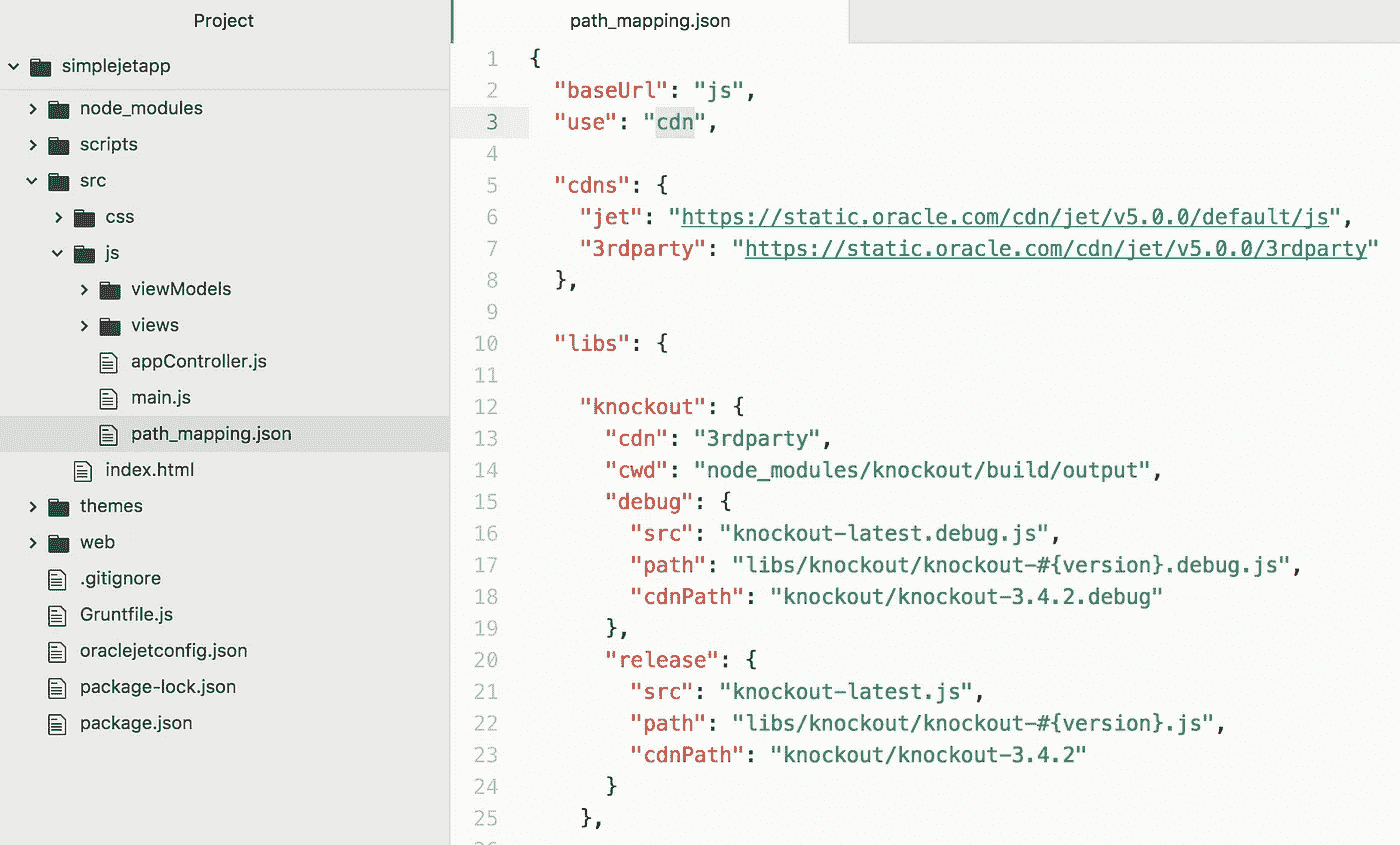 Project
simplejetapp
node_modules
scripts
src
css
js
viewModels
views
appController.js
main.js
path_mapping.json
index.html
themes
web
.gitignore
Gruntfile.js
oraclejetconfig.json
package-lock.json
package.json
path_mapping.json
1 {
2 "baseUrl": "js",
3 "use": "cdn",
4
5 "cdns": {
6 "jet": "https://static.oracle.com/cdn/jet/v5.0.0/default/js",
7 "3rdparty": "https://static.oracle.com/cdn/jet/v5.0.0/3rdparty"
8 },
9
10 "libs": {
11
12 "knockout": {
13 "cdn": "3rdparty",
14 "cwd": "node_modules/knockout/build/output",
15 "debug": {
16 "src": "knockout-latest.debug.js",
17 "path": "libs/knockout/knockout-#{version}.debug.js",
18 "cdnPath": "knockout/knockout-3.4.2.debug"
19 },
20 "release": {
21 "src": "knockout-latest.js",
22 "path": "libs/knockout/knockout-#{version}.js",
23 "cdnPath": "knockout/knockout-3.4.2"
24 }
25 },